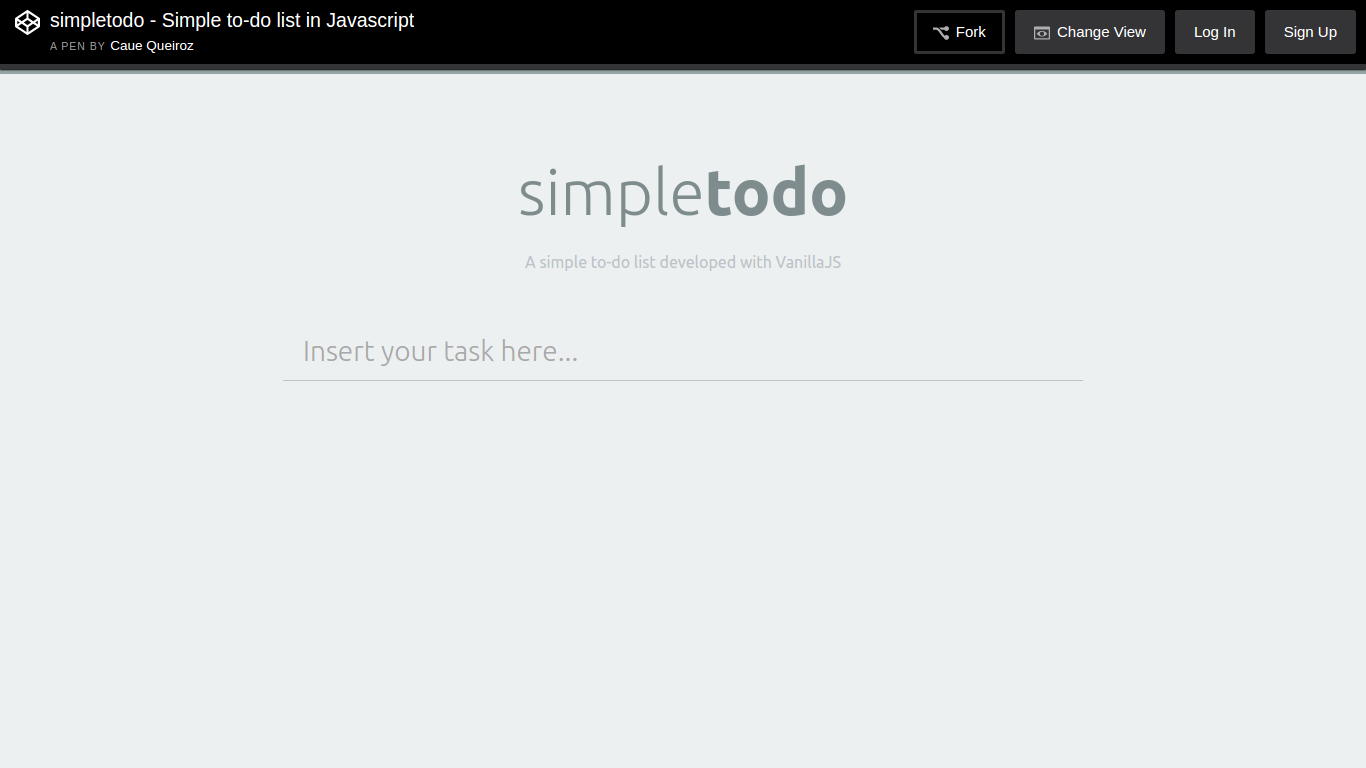 simpletodo - Simple to-do list in Javascript
A PEN BY Caue Queiroz
Fork
Change View
Log In
Sign Up
simpletodo
A simple to-do list developed with VanillaJS
Insert your task here...